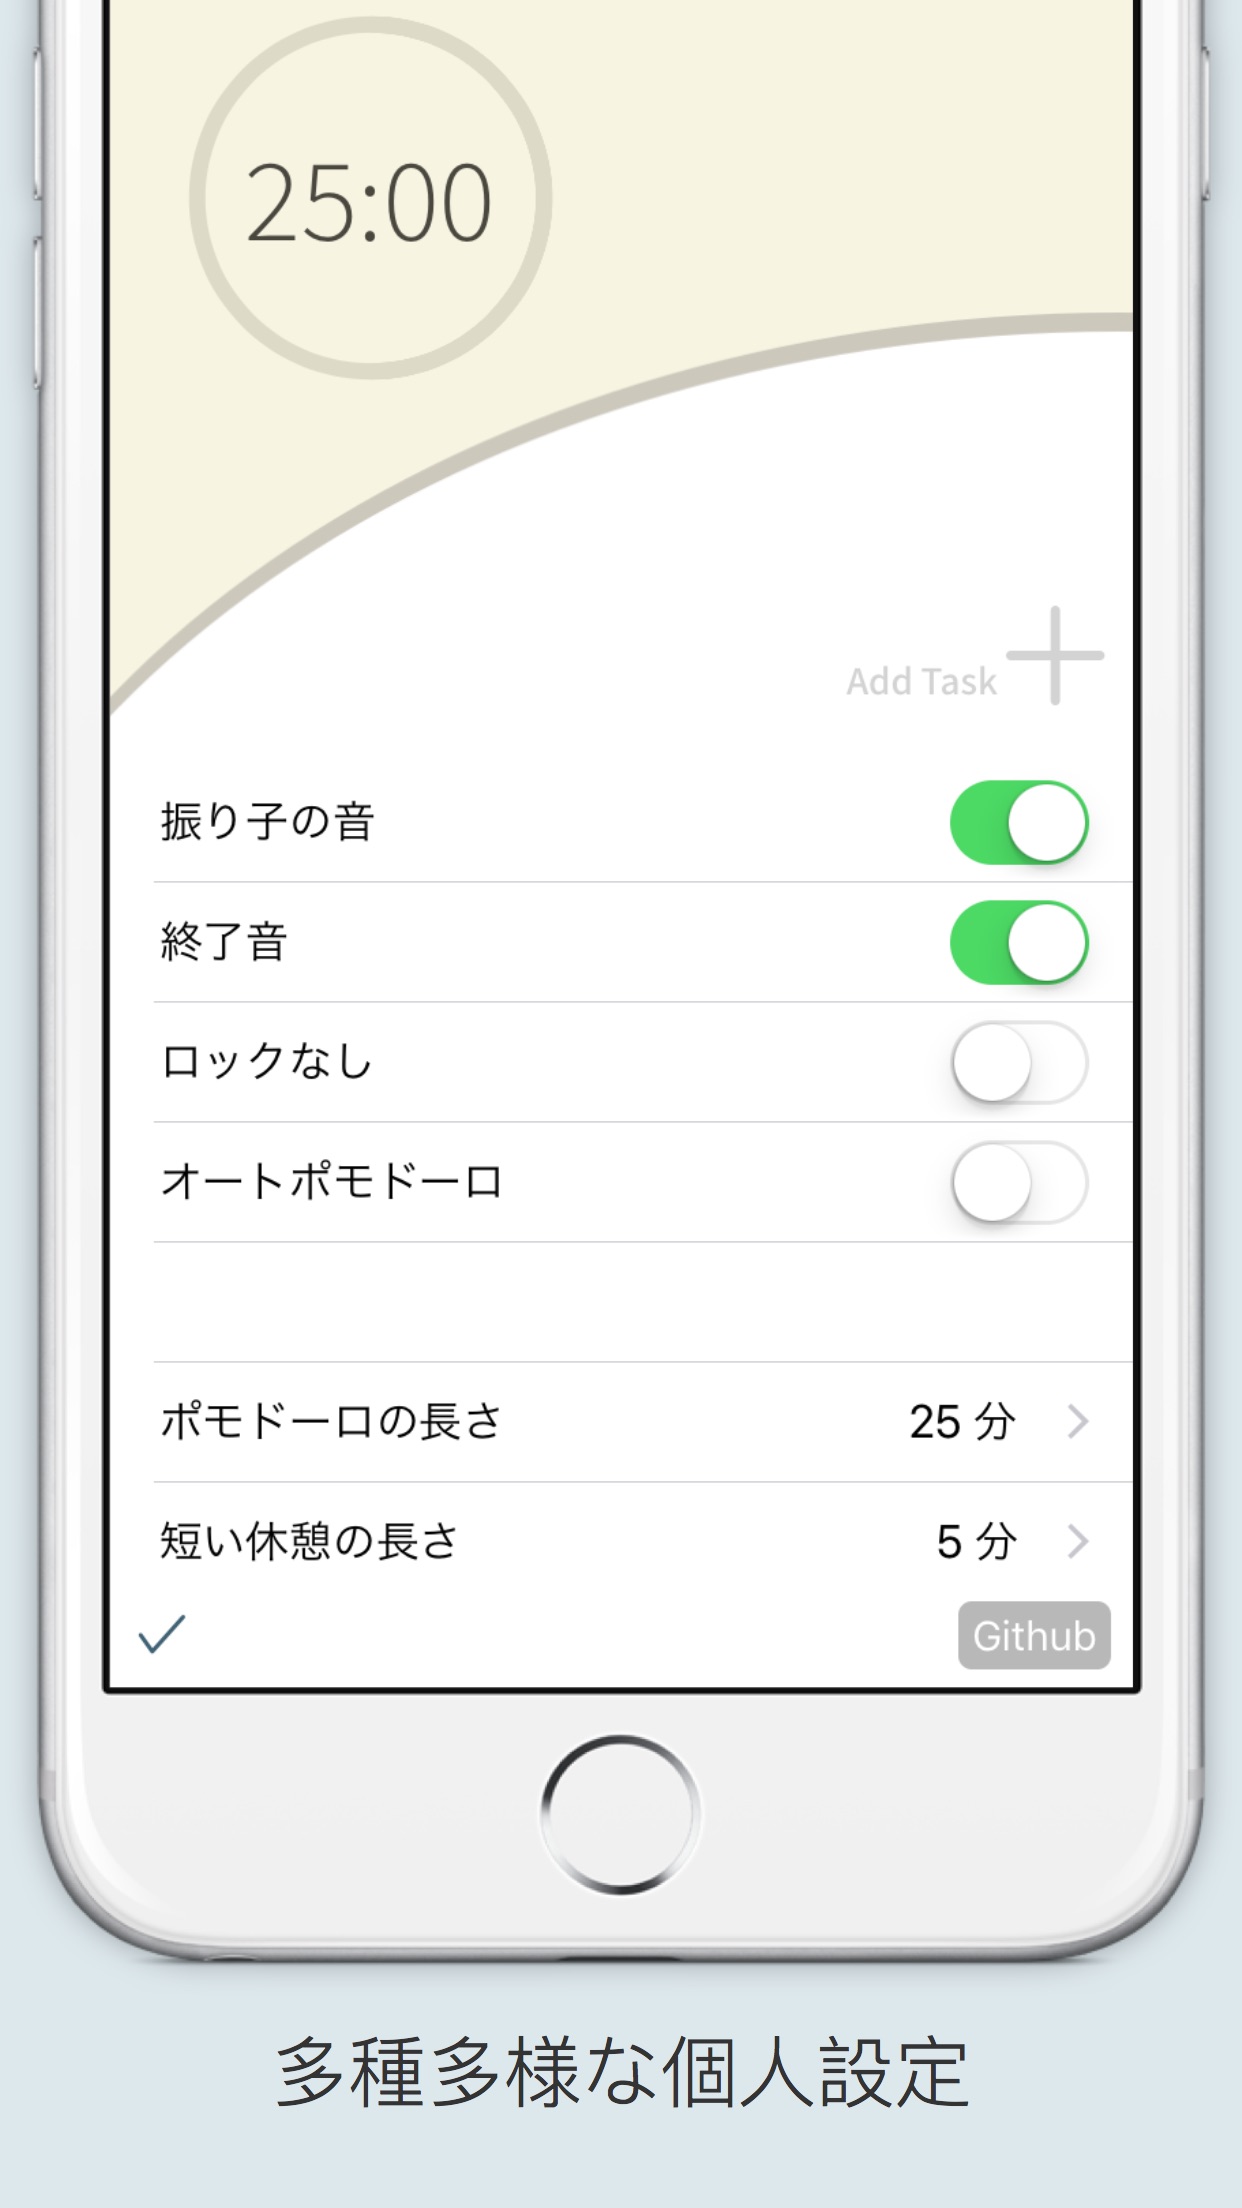 25:00
Add Task
振り子の音
終了音
ロックなし
オートポモドーロ
ポモドーロの長さ 25 分
短い休憩の長さ 5 分
Github
多種多様な個人設定